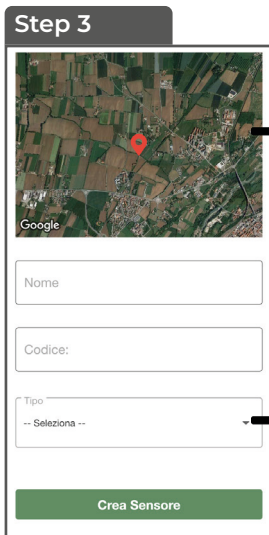 Step 3
Google
Nome
Codice:
Tipo
-- Seleziona --
Crea Sensore